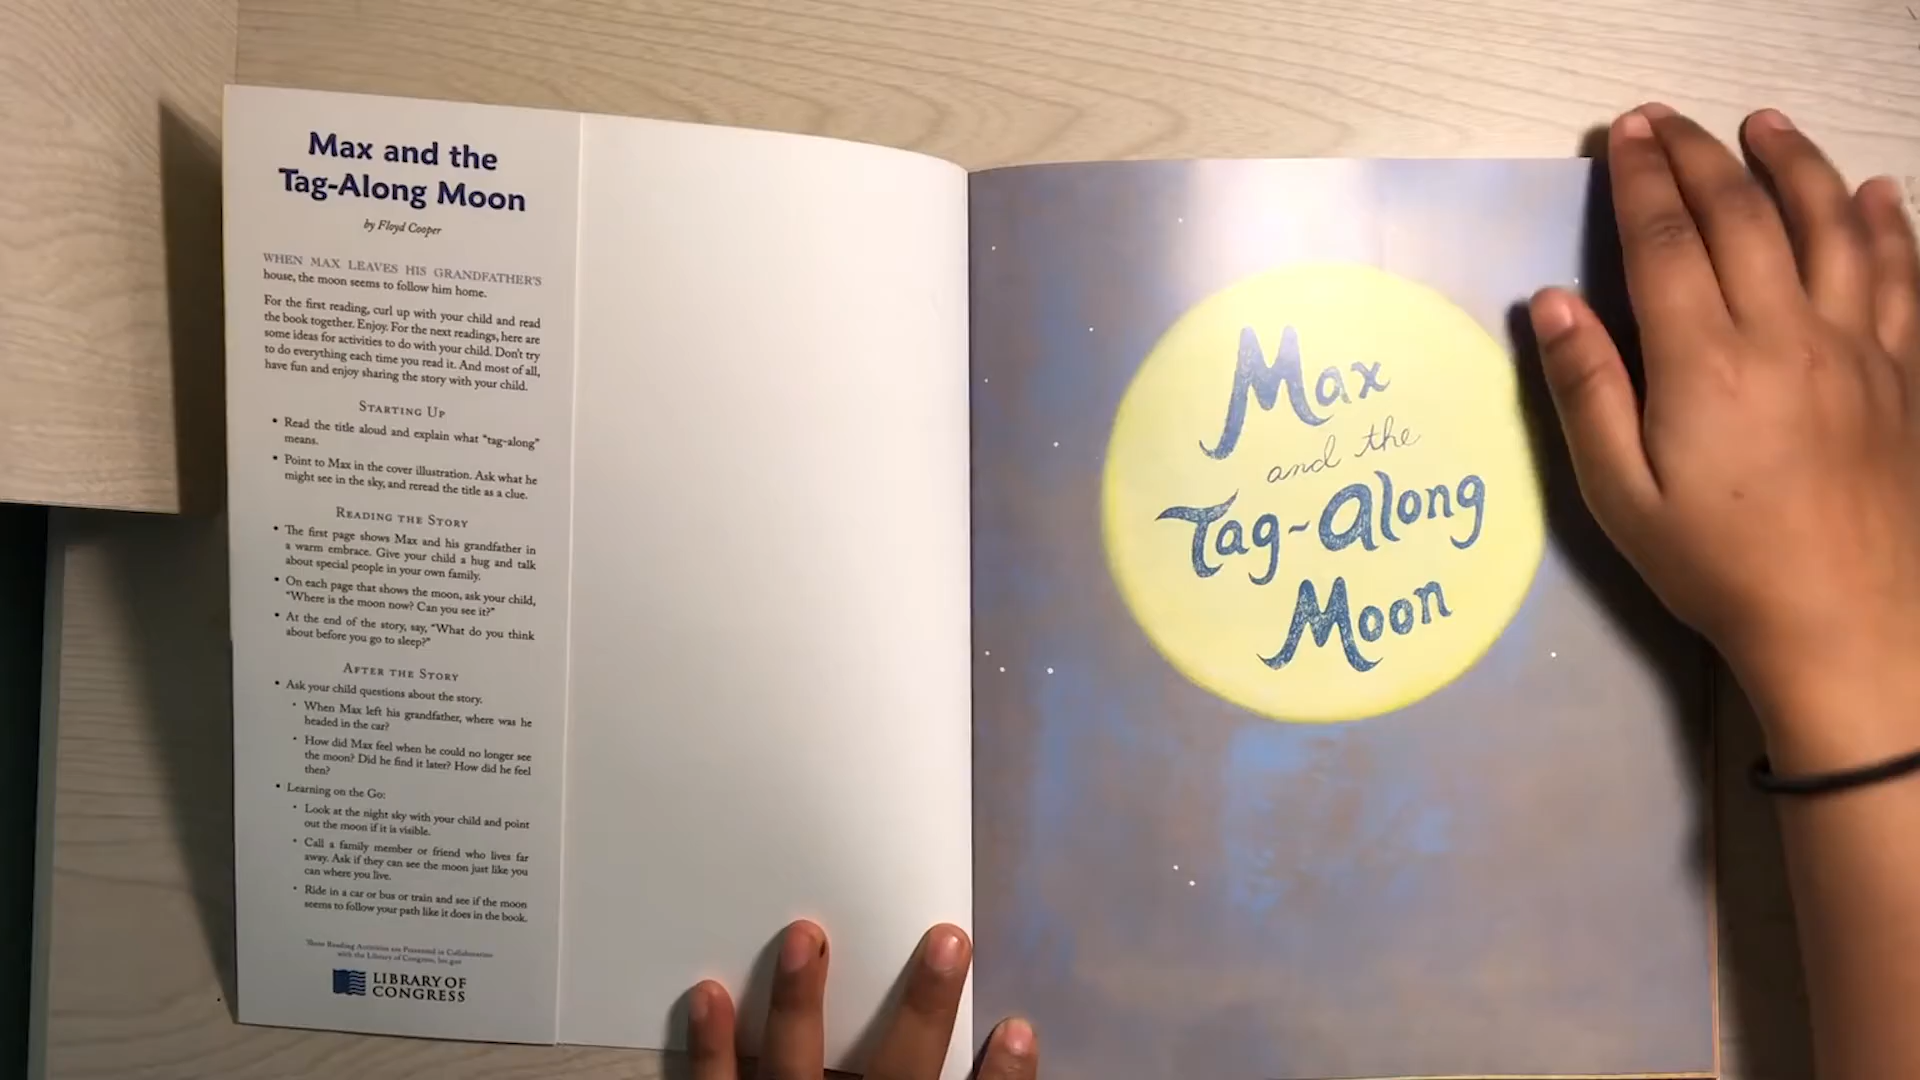 Max and the
Tag-Along Moon
by Floyd Cooper
WHEN MAX LEAVES HIS GRANDFATHER'S
house, the moon seems to follow him home.
For the first reading, curl up with your child and read
the book together. Enjoy. For the next readings, here are
some ideas for activities to do with your child. Don't try
to do everything each time you read it. And most of all,
have fun and enjoy sharing the story with your child.
STARTING UP
• Read the title aloud and explain what "tag-along"
means.
• Point to Max in the cover illustration. Ask what he
might see in the sky, and reread the title as a clue.
READING THE STORY
• The first page shows Max and his grandfather in
a warm embrace. Give your child a hug and talk
about special people in your own family.
• On each page that shows the moon, ask your child,
"Where is the moon now? Can you see it?"
• At the end of the story, say, "What do you think
about before you go to sleep?"
AFTER THE STORY
• Ask your child questions about the story.
• When Max left his grandfather, where was he
headed in the car?
• How did Max feel when he could no longer see
the moon? Did he find it later? How did he feel
then?
• Learning on the Go:
• Look at the night sky with your child and point
out the moon if it is visible.
• Call a family member or friend who lives far
away. Ask if they can see the moon just like you
can where you live.
• Ride in a car or bus or train and see if the moon
seems to follow your path like it does in the book.
These Reading Activities are Presented in Collaboration
with the Library of Congress, loc.gov
LIBRARY OF
CONGRESS
Max
and the
Tag-Along
Moon